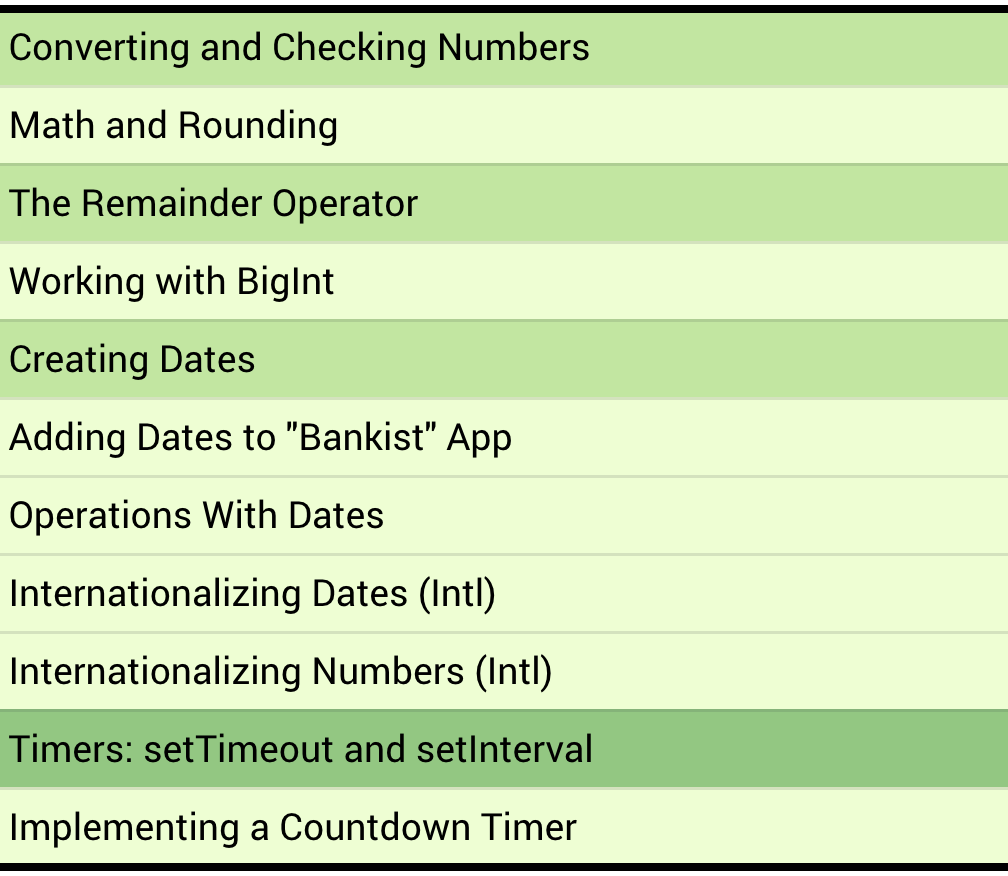 Converting and Checking Numbers
Math and Rounding
The Remainder Operator
Working with BigInt
Creating Dates
Adding Dates to "Bankist" App
Operations With Dates
Internationalizing Dates (Intl)
Internationalizing Numbers (Intl)
Timers: setTimeout and setInterval
Implementing a Countdown Timer